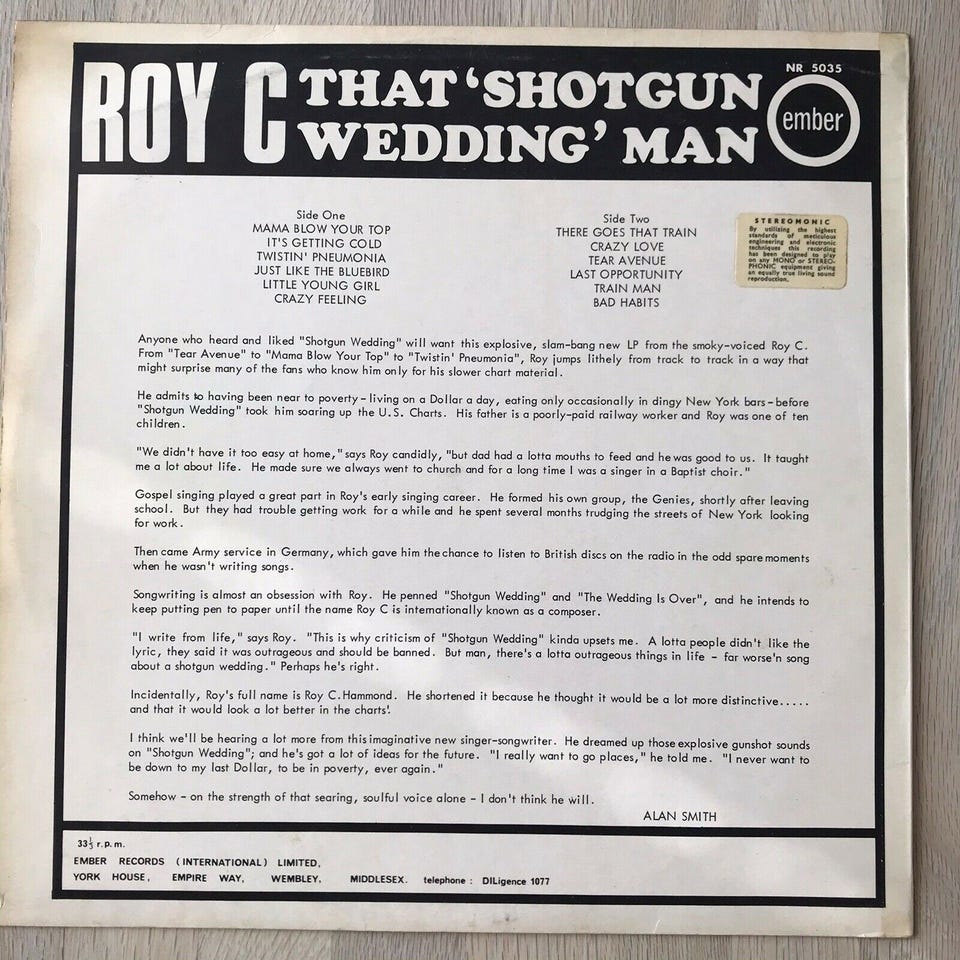 ROY C THAT 'SHOTGUN WEDDING' MAN
NR 5035
ember
Side One
MAMA BLOW YOUR TOP
IT'S GETTING COLD
TWISTIN' PNEUMONIA
JUST LIKE THE BLUEBIRD
LITTLE YOUNG GIRL
CRAZY FEELING
Side Two
THERE GOES THAT TRAIN
CRAZY LOVE
TEAR AVENUE
LAST OPPORTUNITY
TRAIN MAN
BAD HABITS
STEREOMONIC
By utilizing the highest
standards of meticulous
engineering and electronic
techniques this recording
has been designed to play
on any MONO or STEREO-
PHONIC equipment giving
an equally true living sound
reproduction.
Anyone who heard and liked "Shotgun Wedding" will want this explosive, slam-bang new LP from the smoky-voiced Roy C.
From "Tear Avenue" to "Mama Blow Your Top" to "Twistin' Pneumonia", Roy jumps lithely from track to track in a way that
might surprise many of the fans who know him only for his slower chart material.
He admits to having been near to poverty - living on a Dollar a day, eating only occasionally in dingy New York bars - before
"Shotgun Wedding" took him soaring up the U.S. Charts. His father is a poorly-paid railway worker and Roy was one of ten
children.
"We didn't have it too easy at home," says Roy candidly, "but dad had a lotta mouths to feed and he was good to us. It taught
me a lot about life. He made sure we always went to church and for a long time I was a singer in a Baptist choir."
Gospel singing played a great part in Roy's early singing career. He formed his own group, the Genies, shortly after leaving
school. But they had trouble getting work for a while and he spent several months trudging the streets of New York looking
for work.
Then came Army service in Germany, which gave him the chance to listen to British discs on the radio in the odd spare moments
when he wasn't writing songs.
Songwriting is almost an obsession with Roy. He penned "Shotgun Wedding" and "The Wedding Is Over", and he intends to
keep putting pen to paper until the name Roy C is internationally known as a composer.
"I write from life," says Roy. "This is why criticism of "Shotgun Wedding" kinda upsets me. A lotta people didn't like the
lyric, they said it was outrageous and should be banned. But man, there's a lotta outrageous things in life - far worse'n song
about a shotgun wedding." Perhaps he's right.
Incidentally, Roy's full name is Roy C.Hammond. He shortened it because he thought it would be a lot more distinctive.....
and that it would look a lot better in the charts'.
I think we'll be hearing a lot more from this imaginative new singer-songwriter. He dreamed up those explosive gunshot sounds
on "Shotgun Wedding"; and he's got a lot of ideas for the future. "I really want to go places," he told me. "I never want to
be down to my last Dollar, to be in poverty, ever again."
Somehow - on the strength of that searing, soulful voice alone - I don't think he will.
ALAN SMITH
33⅓ r.p.m.
EMBER RECORDS (INTERNATIONAL) LIMITED,
YORK HOUSE, EMPIRE WAY, WEMBLEY, MIDDLESEX. telephone : DILigence 1077